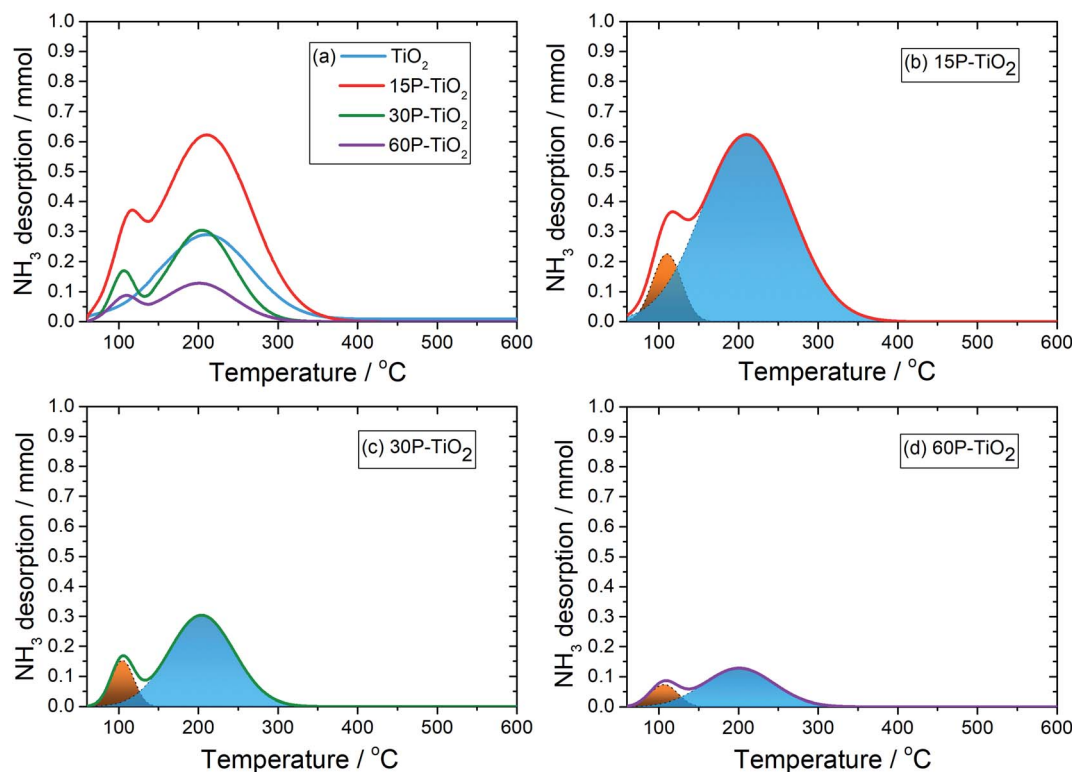 NH₃ desorption / mmol
1.0
0.9
0.8
0.7
0.6
0.5
0.4
0.3
0.2
0.1
0.0
(a) TiO₂
15P-TiO₂
30P-TiO₂
60P-TiO₂
100 200 300 400 500 600
Temperature / °C
NH₃ desorption / mmol
1.0
0.9
0.8
0.7
0.6
0.5
0.4
0.3
0.2
0.1
0.0
(b) 15P-TiO₂
100 200 300 400 500 600
Temperature / °C
NH₃ desorption / mmol
1.0
0.9
0.8
0.7
0.6
0.5
0.4
0.3
0.2
0.1
0.0
(c) 30P-TiO₂
100 200 300 400 500 600
Temperature / °C
NH₃ desorption / mmol
1.0
0.9
0.8
0.7
0.6
0.5
0.4
0.3
0.2
0.1
0.0
(d) 60P-TiO₂
100 200 300 400 500 600
Temperature / °C